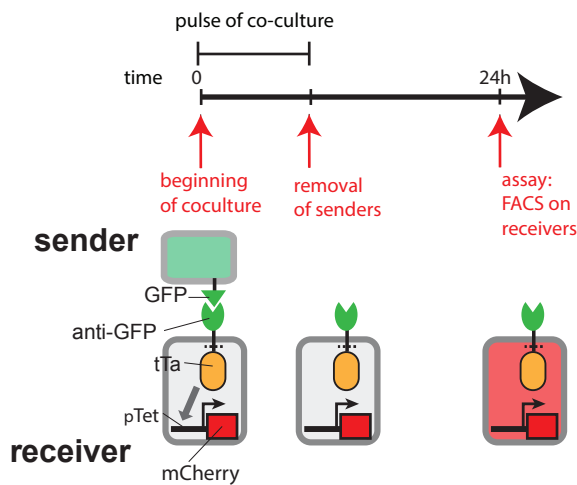 pulse of co-culture
time 0 24h
beginning
of coculture
removal
of senders
assay:
FACS on
receivers
sender
GFP
anti-GFP
tTa
pTet
receiver
mCherry